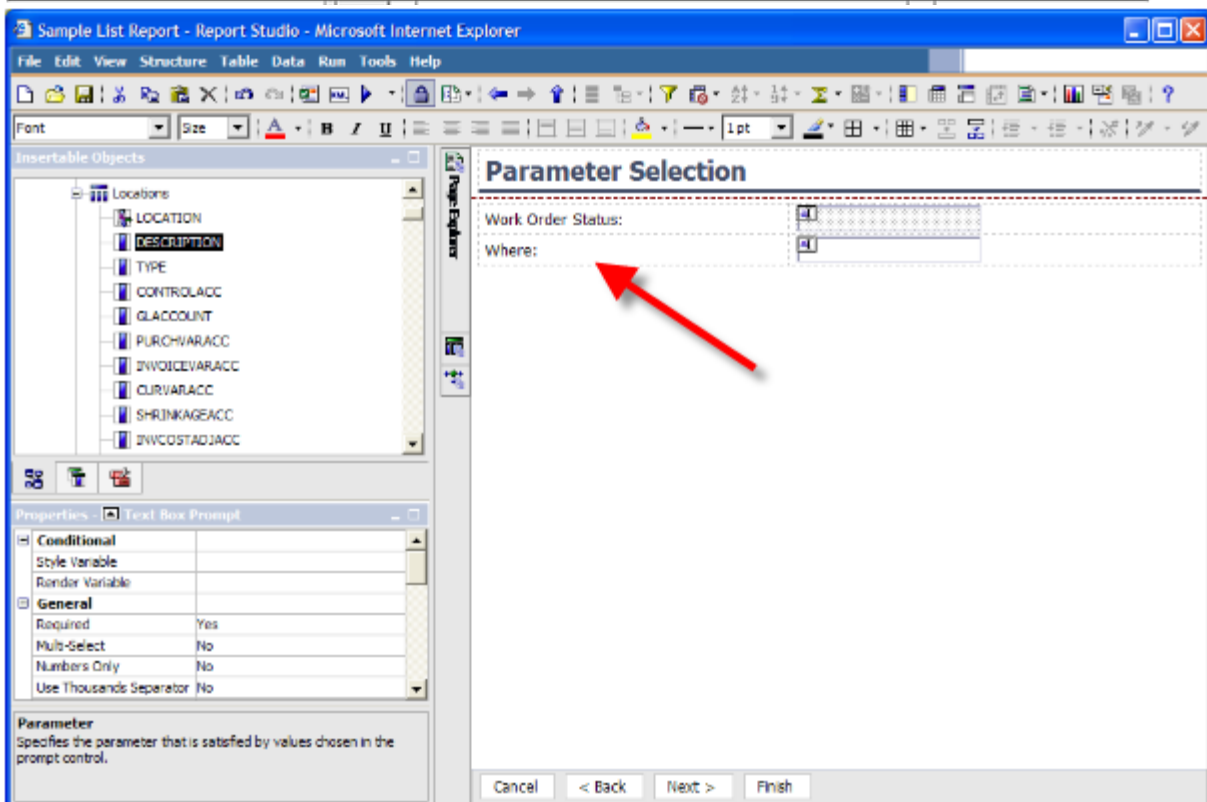 Sample List Report - Report Studio - Microsoft Internet Explorer
File Edit View Structure Table Data Run Tools Help
Font Size A B I U 1 pt
Insertable Objects
Locations
LOCATION
DESCRIPTION
TYPE
CONTROLACC
GLACCOUNT
PURCHVARACC
INVOICEVARACC
CURVARACC
SHRINKAGEACC
INVCOSTADJACC
Properties - Text Box Prompt
Conditional
Style Variable
Render Variable
General
Required Yes
Multi-Select No
Numbers Only No
Use Thousands Separator No
Parameter
Specifies the parameter that is satisfied by values chosen in the
prompt control.
Page Explorer
Parameter Selection
Work Order Status:
Where:
Cancel < Back Next > Finish